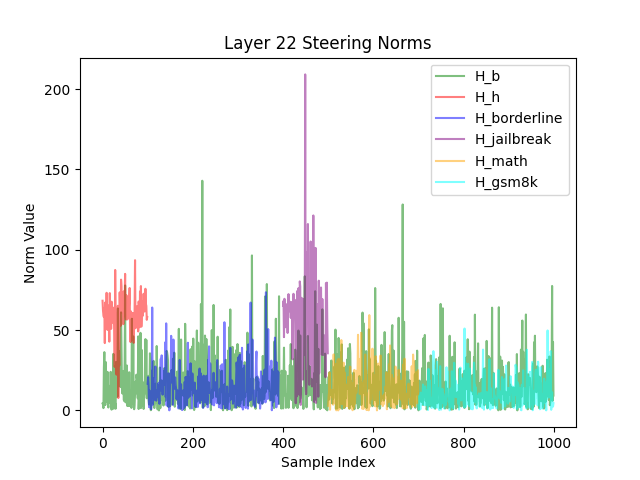 Layer 22 Steering Norms
H_b
H_h
H_borderline
H_jailbreak
H_math
H_gsm8k
Norm Value
200
150
100
50
0
0 200 400 600 800 1000
Sample Index